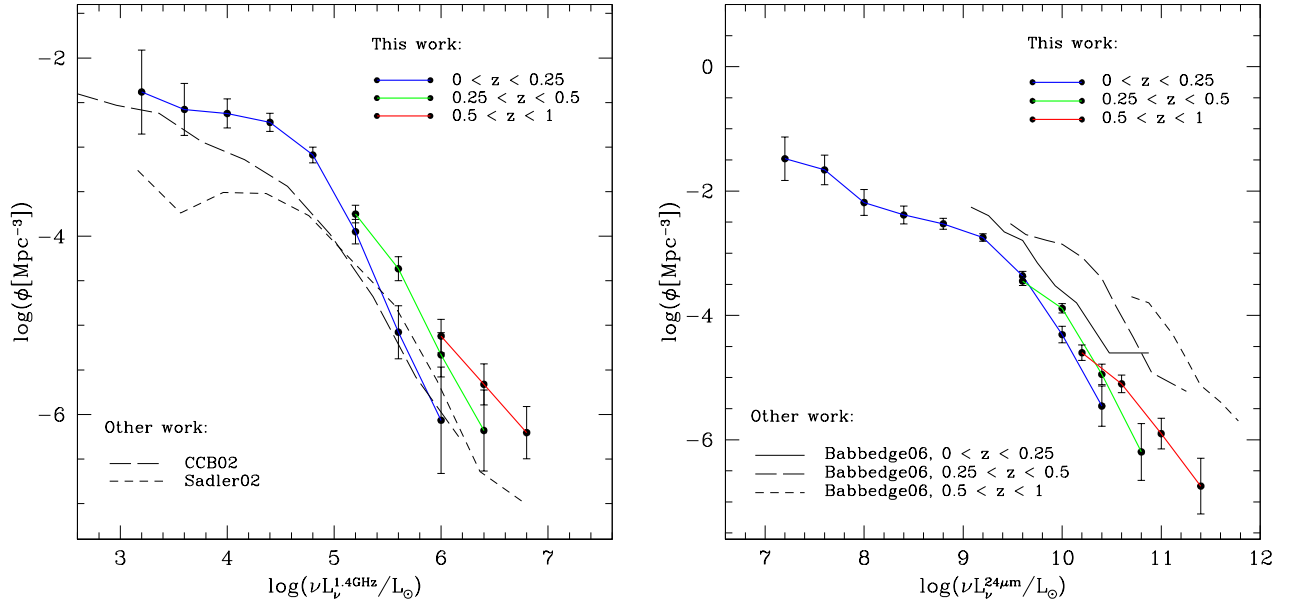 This work:
0 < z < 0.25
0.25 < z < 0.5
0.5 < z < 1
−2
−4
−6
log(ϕ[Mpc⁻³])
Other work:
CCB02
Sadler02
3 4 5 6 7
log(νL_ν^1.4GHz/L_⊙)
This work:
0 < z < 0.25
0.25 < z < 0.5
0.5 < z < 1
0
−2
−4
−6
log(ϕ[Mpc⁻³])
Other work:
Babbedge06, 0 < z < 0.25
Babbedge06, 0.25 < z < 0.5
Babbedge06, 0.5 < z < 1
7 8 9 10 11 12
log(νL_ν^24μm/L_⊙)